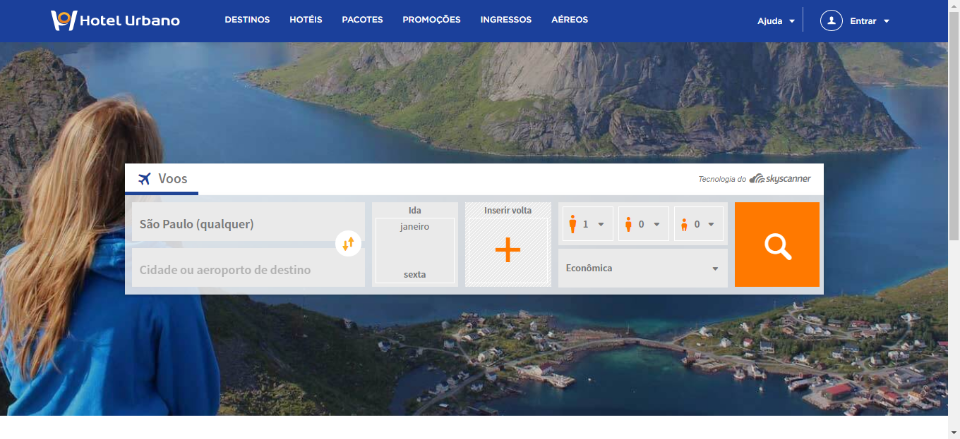 Hotel Urbano
DESTINOS HOTÉIS PACOTES PROMOÇÕES INGRESSOS AÉREOS
Ajuda Entrar
Voos
Tecnologia do skyscanner
São Paulo (qualquer)
Cidade ou aeroporto de destino
Ida
janeiro
sexta
Inserir volta
1 0 0
Econômica